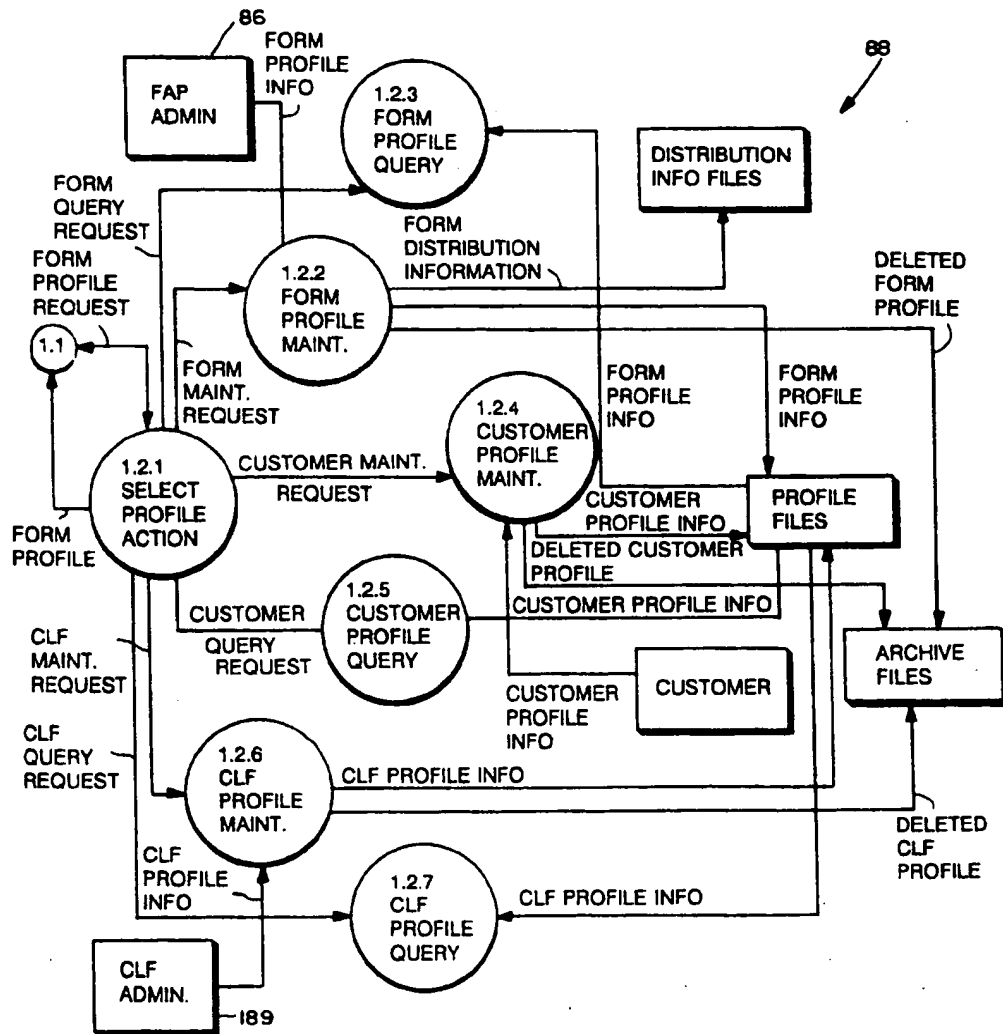 86
FORM
PROFILE
INFO
88
FAP
ADMIN
1.2.3
FORM
PROFILE
QUERY
DISTRIBUTION
INFO FILES
FORM
QUERY
REQUEST
FORM
DISTRIBUTION
INFORMATION
DELETED
FORM
PROFILE
FORM
PROFILE
REQUEST
1.2.2
FORM
PROFILE
MAINT.
1.1
FORM
MAINT.
REQUEST
FORM
PROFILE INFO
FORM
PROFILE INFO
1.2.4
CUSTOMER
PROFILE
MAINT.
1.2.1
SELECT
PROFILE
ACTION
CUSTOMER MAINT.
REQUEST
PROFILE
FILES
FORM
PROFILE
CUSTOMER
PROFILE INFO
DELETED CUSTOMER
PROFILE
CUSTOMER PROFILE INFO
1.2.5
CUSTOMER
PROFILE
QUERY
CUSTOMER
QUERY
REQUEST
ARCHIVE
FILES
CLF
MAINT.
REQUEST
CUSTOMER
PROFILE
INFO
CUSTOMER
CLF
QUERY
REQUEST
1.2.6
CLF
PROFILE
MAINT.
CLF PROFILE INFO
DELETED
CLF
PROFILE
CLF
PROFILE
INFO
1.2.7
CLF
PROFILE
QUERY
CLF PROFILE INFO
CLF
ADMIN.
189